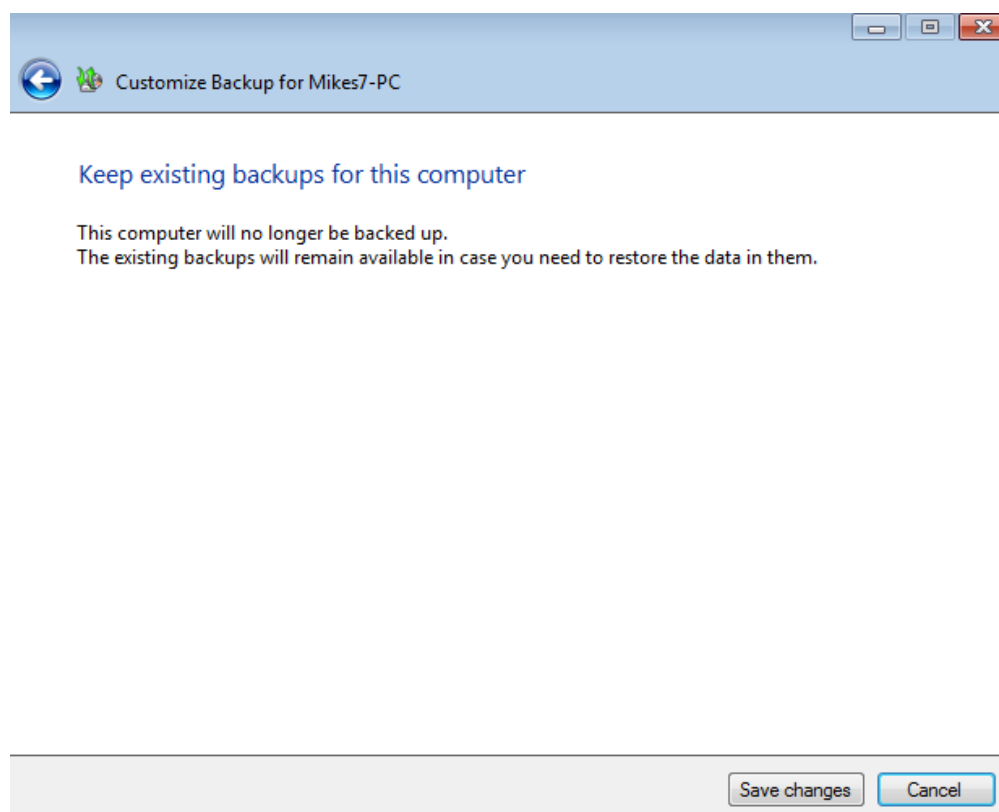 Customize Backup for Mikes7-PC
Keep existing backups for this computer
This computer will no longer be backed up.
The existing backups will remain available in case you need to restore the data in them.
Save changes
Cancel